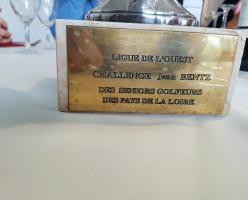 LIGUE DE L'OUEST
CHALLENGE Jean BENTZ
DES SENIORS GOLFEURS
DES PAYS DE LA LOIRE